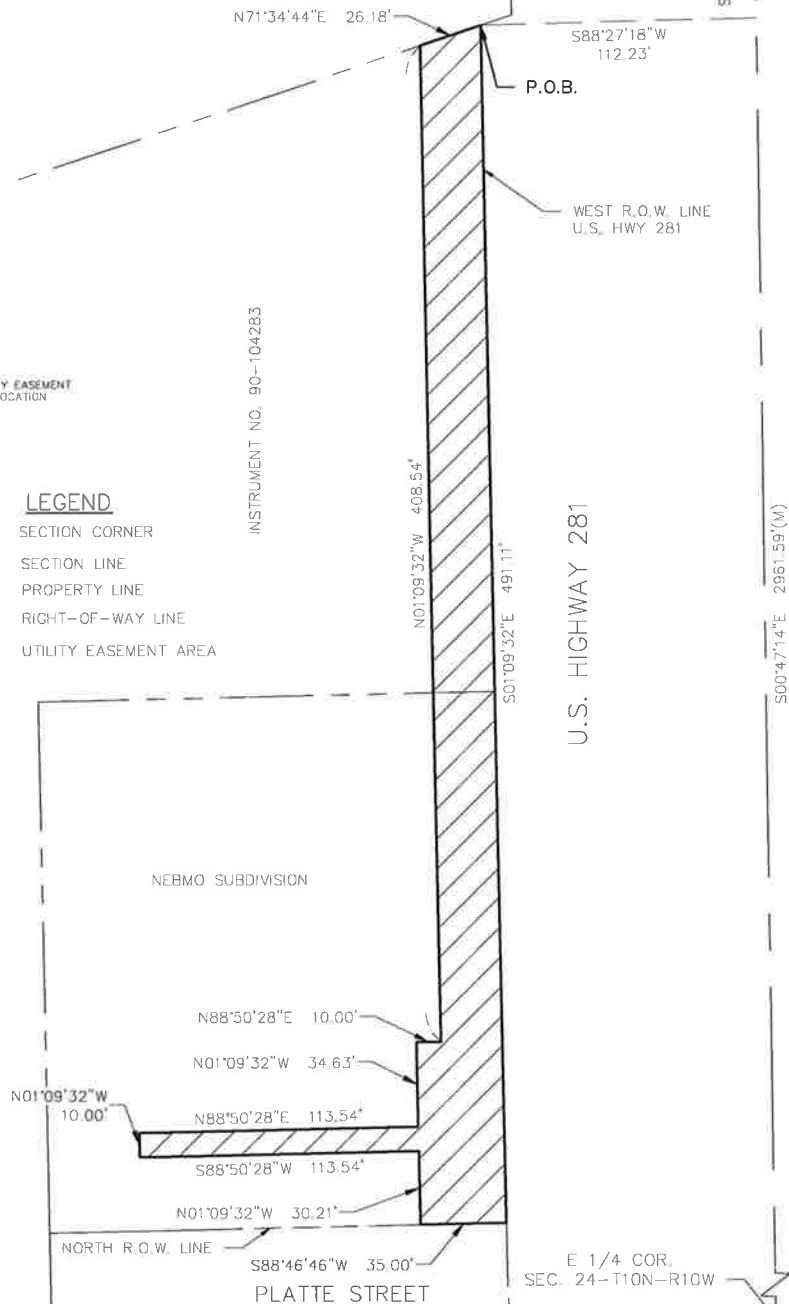 N71°34'44"E 26.18'
S88°27'18"W
112.23'
P.O.B.
WEST R.O.W. LINE
U.S. HWY 281
INSTRUMENT NO. 90-104283
Y EASEMENT
OCATION
LEGEND
SECTION CORNER
SECTION LINE
PROPERTY LINE
RIGHT-OF-WAY LINE
UTILITY EASEMENT AREA
N01°09'32"W 408.54'
S01°09'32"E 491.11'
U.S. HIGHWAY 281
S00°47'14"E 2961.59'(M)
NEBMO SUBDIVISION
N88°50'28"E 10.00'
N01°09'32"W 34.63'
N01°09'32"W
10.00'
N88°50'28"E 113.54'
S88°50'28"W 113.54'
N01°09'32"W 30.21'
NORTH R.O.W. LINE
S88°46'46"W 35.00'
PLATTE STREET
E 1/4 COR.
SEC. 24-T10N-R10W